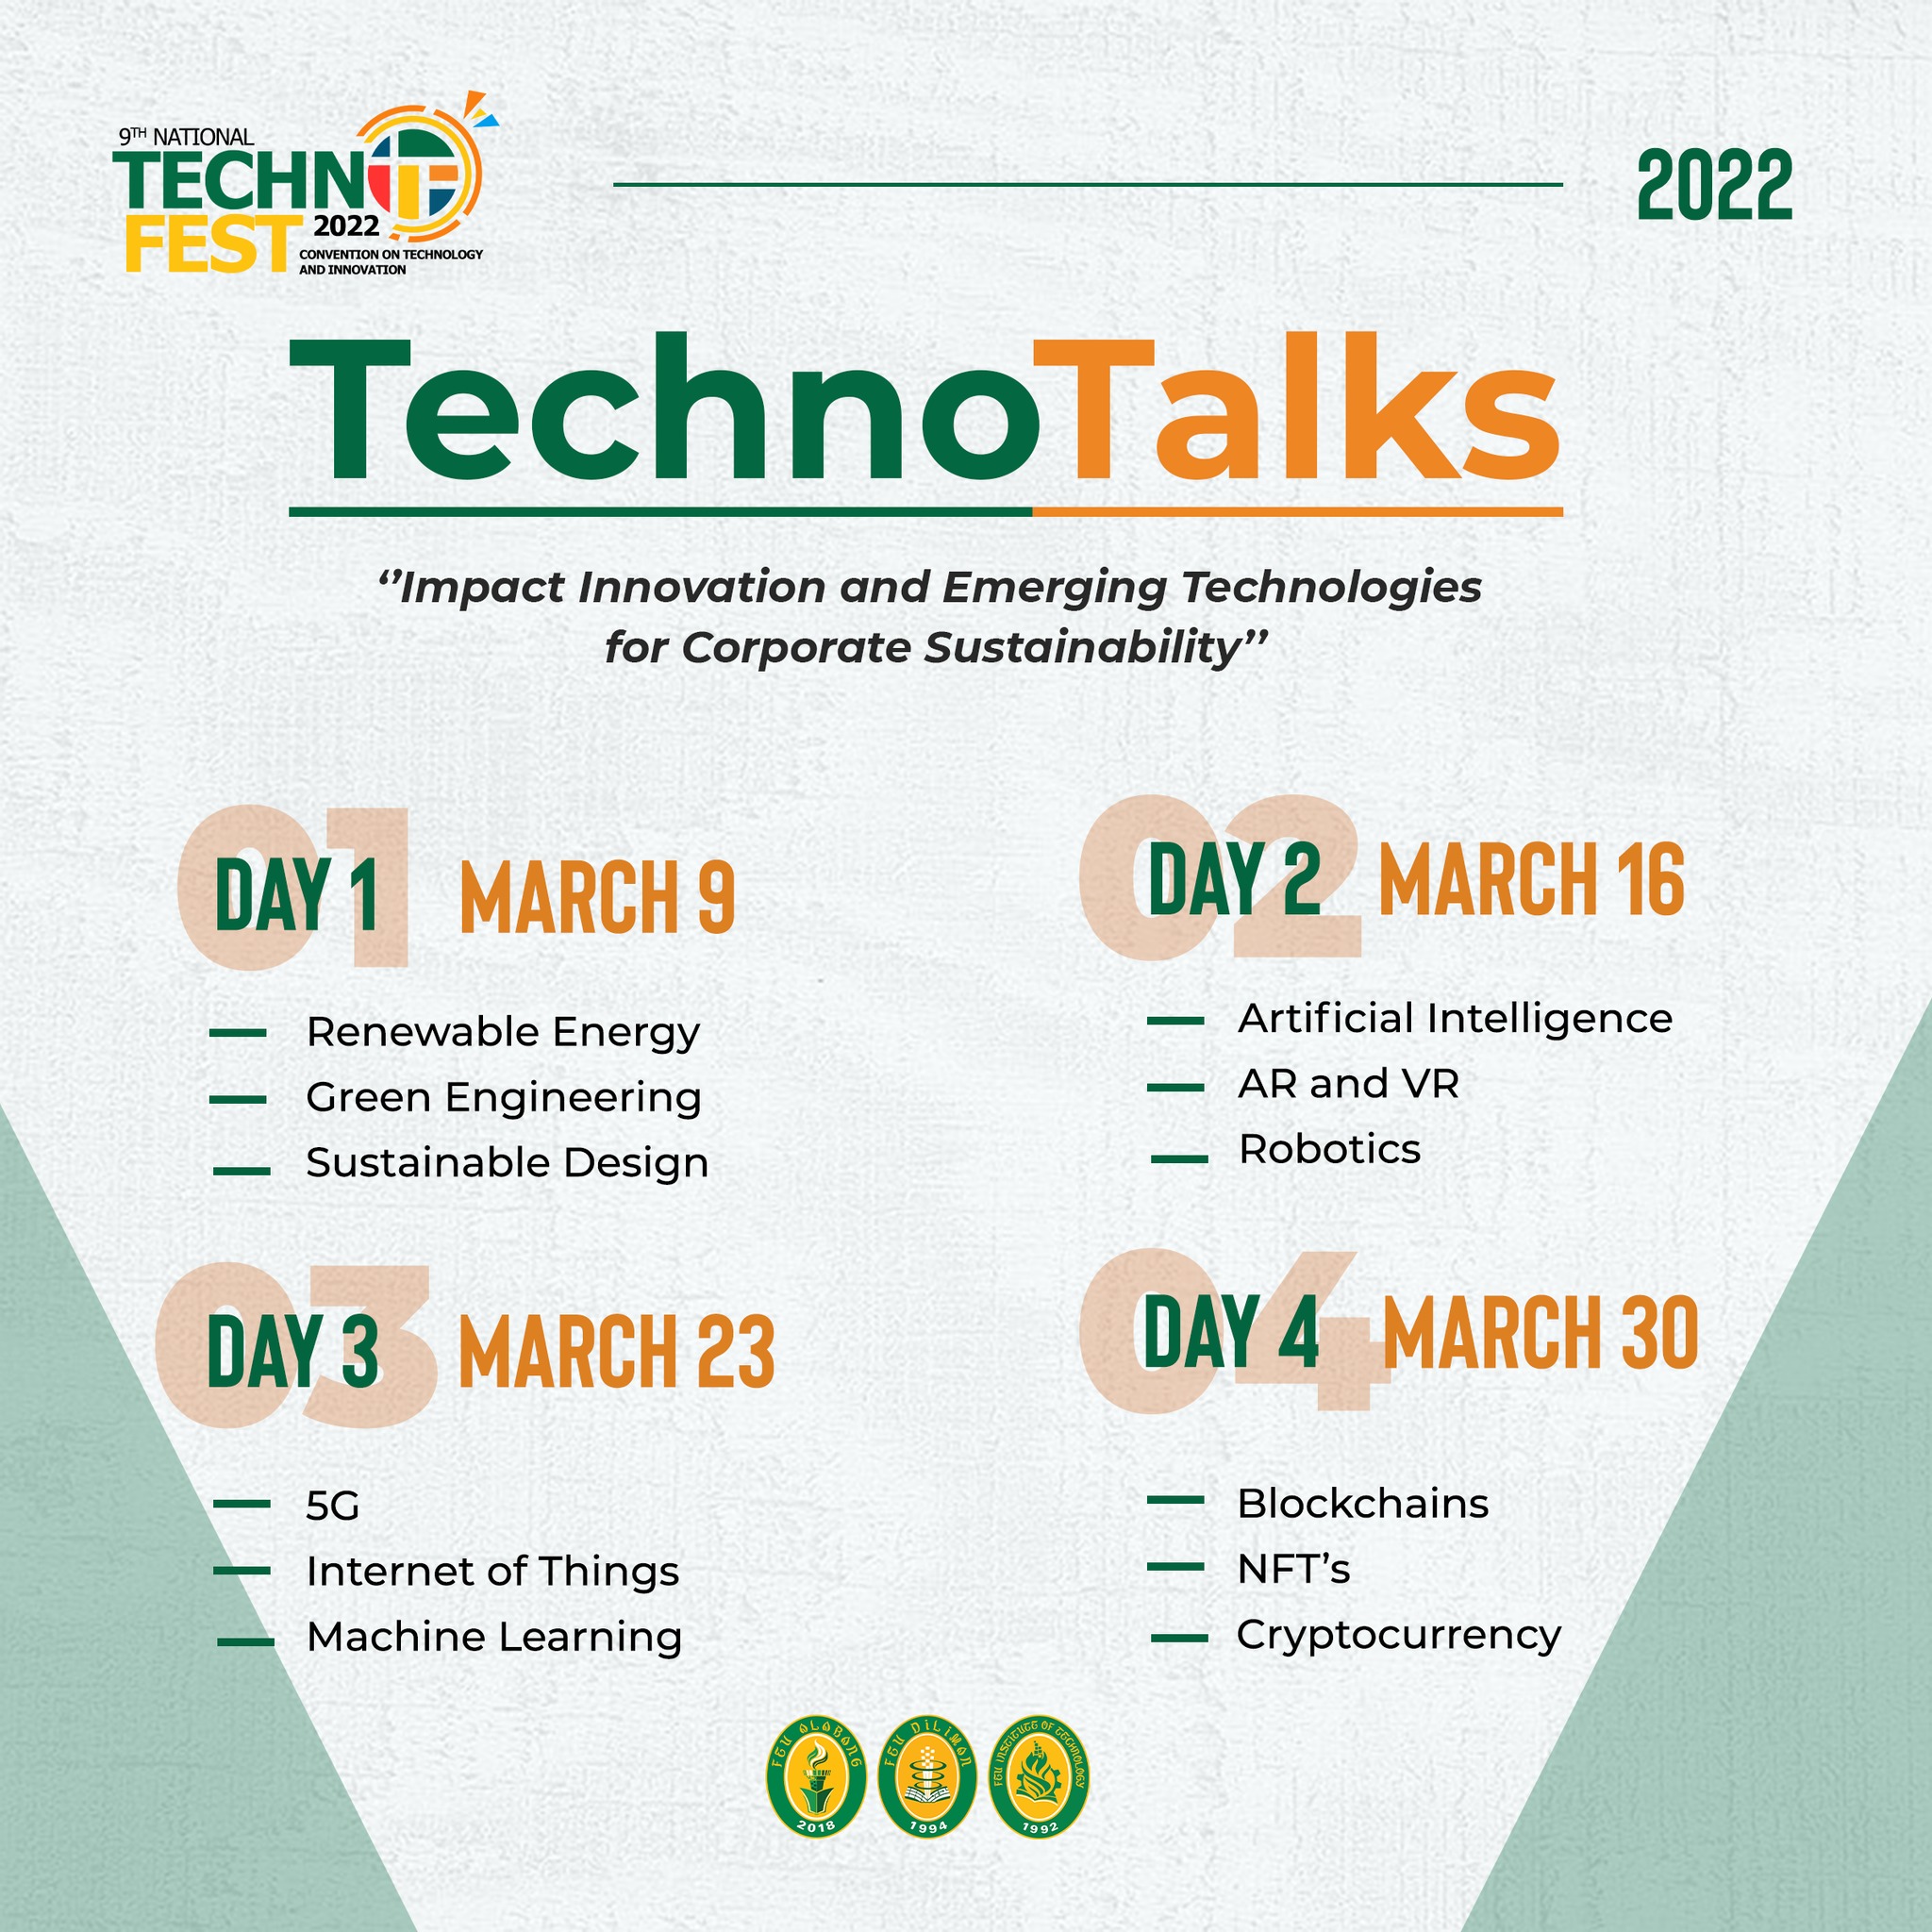 9TH NATIONAL
TECHNO
FEST 2022
CONVENTION ON TECHNOLOGY
AND INNOVATION
2022
TechnoTalks
‘’Impact Innovation and Emerging Technologies
for Corporate Sustainability’’
01
DAY 1 MARCH 9
Renewable Energy
Green Engineering
Sustainable Design
02
DAY 2 MARCH 16
Artificial Intelligence
AR and VR
Robotics
03
DAY 3 MARCH 23
5G
Internet of Things
Machine Learning
04
DAY 4 MARCH 30
Blockchains
NFT’s
Cryptocurrency
FEU ALABANG
2018
FEU DILIMAN
1994
FEU INSTITUTE OF TECHNOLOGY
1992